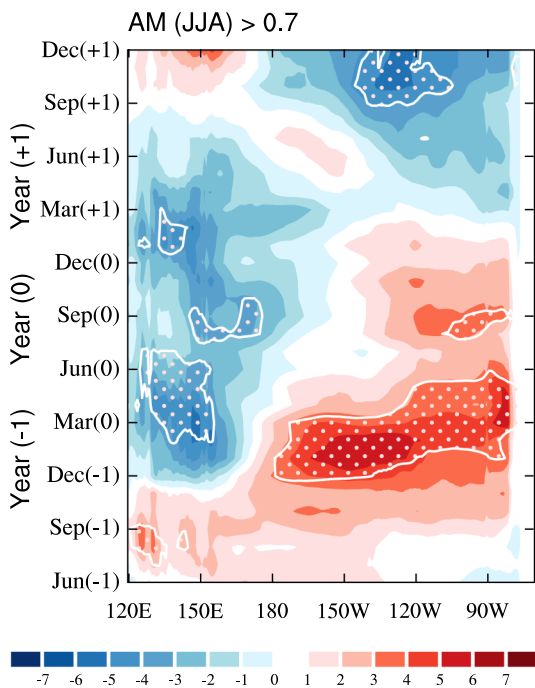 AM (JJA) > 0.7
Dec(+1)
Sep(+1)
Jun(+1)
Mar(+1)
Dec(0)
Sep(0)
Jun(0)
Mar(0)
Dec(-1)
Sep(-1)
Jun(-1)
Year (+1)
Year (0)
Year (-1)
120E 150E 180 150W 120W 90W
-7 -6 -5 -4 -3 -2 -1 0 1 2 3 4 5 6 7